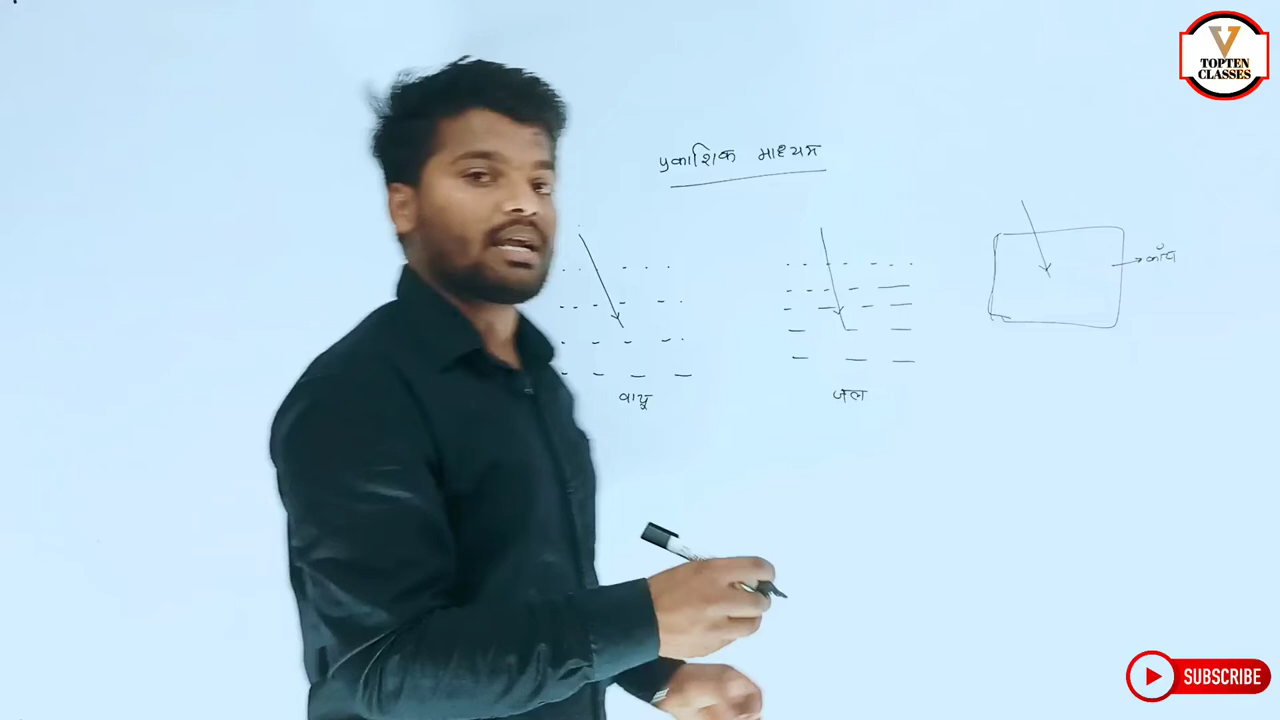 V
TOPTEN
CLASSES
प्रकाशिक माध्यम
काँच
वायु
जल
SUBSCRIBE